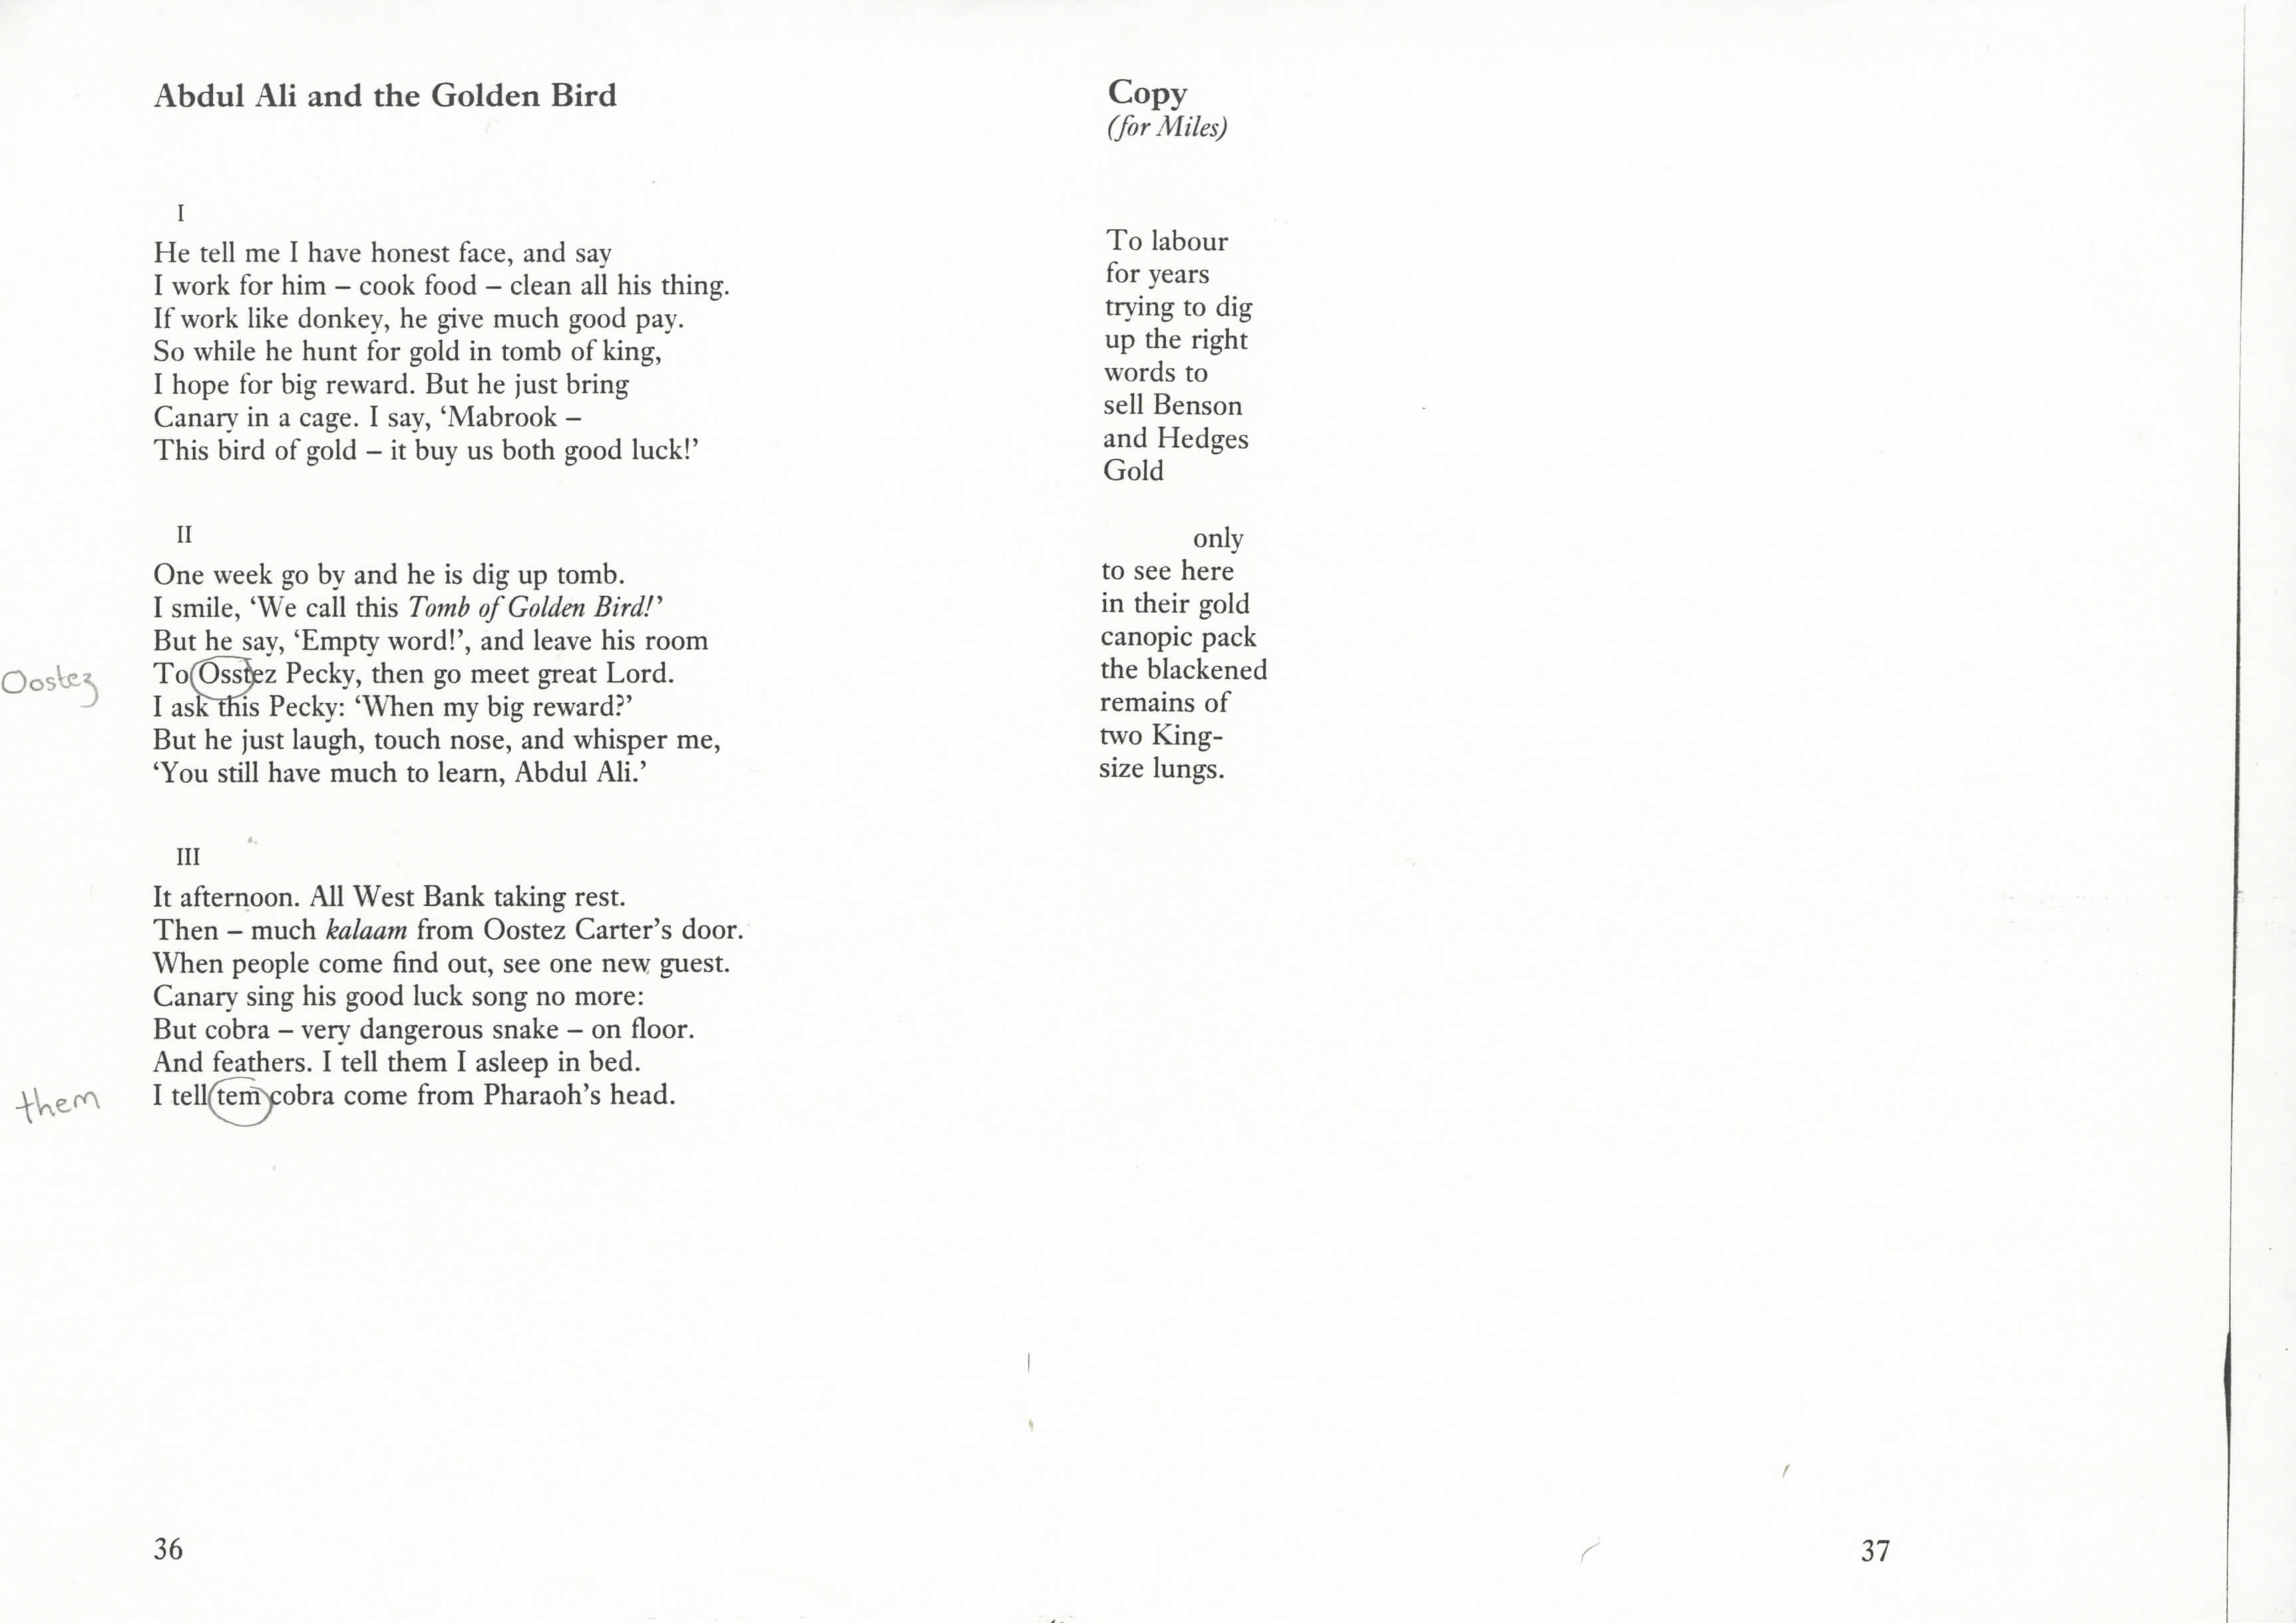 Abdul Ali and the Golden Bird
I
He tell me I have honest face, and say
I work for him – cook food – clean all his thing.
If work like donkey, he give much good pay.
So while he hunt for gold in tomb of king,
I hope for big reward. But he just bring
Canary in a cage. I say, ‘Mabrook –
This bird of gold – it buy us both good luck!’
II
One week go by and he is dig up tomb.
I smile, ‘We call this Tomb of Golden Bird!’
But he say, ‘Empty word!’, and leave his room
Oostez
To Osstez Pecky, then go meet great Lord.
I ask this Pecky: ‘When my big reward?’
But he just laugh, touch nose, and whisper me,
‘You still have much to learn, Abdul Ali.’
III
It afternoon. All West Bank taking rest.
Then – much kalaam from Oostez Carter’s door.
When people come find out, see one new guest.
Canary sing his good luck song no more:
But cobra – very dangerous snake – on floor.
And feathers. I tell them I asleep in bed.
them
I tell tem cobra come from Pharaoh’s head.
36
Copy
(for Miles)
To labour
for years
trying to dig
up the right
words to
sell Benson
and Hedges
Gold
only
to see here
in their gold
canopic pack
the blackened
remains of
two King-
size lungs.
37